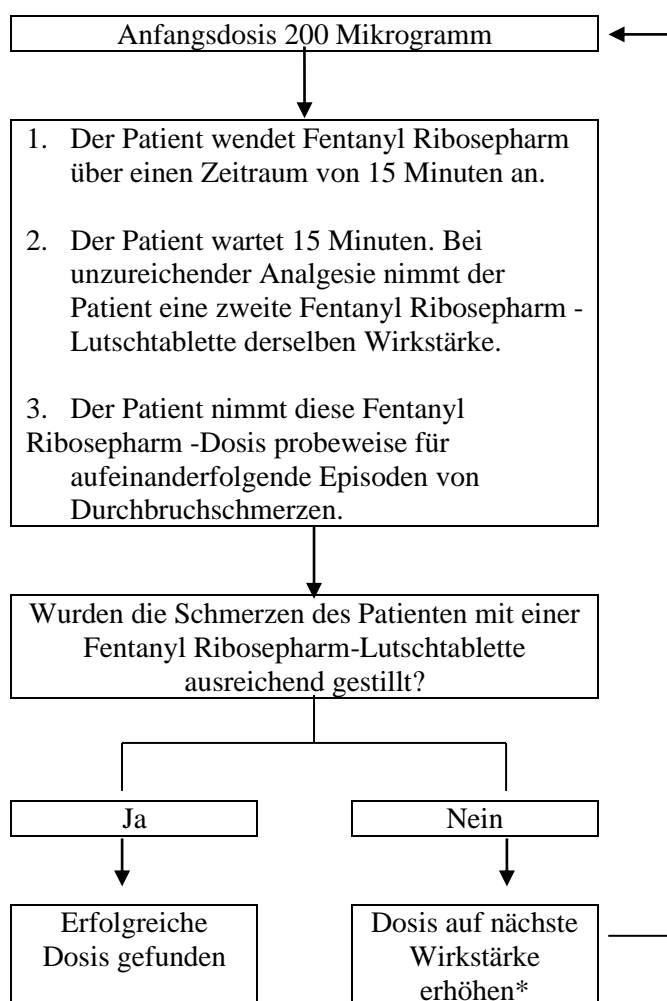 Anfangsdosis 200 Mikrogramm
1. Der Patient wendet Fentanyl Ribosepharm
über einen Zeitraum von 15 Minuten an.
2. Der Patient wartet 15 Minuten. Bei
unzureichender Analgesie nimmt der
Patient eine zweite Fentanyl Ribosepharm -
Lutschtablette derselben Wirkstärke.
3. Der Patient nimmt diese Fentanyl
Ribosepharm -Dosis probeweise für
aufeinanderfolgende Episoden von
Durchbruchschmerzen.
Wurden die Schmerzen des Patienten mit einer
Fentanyl Ribosepharm-Lutschtablette
ausreichend gestillt?
Ja
Nein
Erfolgreiche
Dosis gefunden
Dosis auf nächste
Wirkstärke
erhöhen*